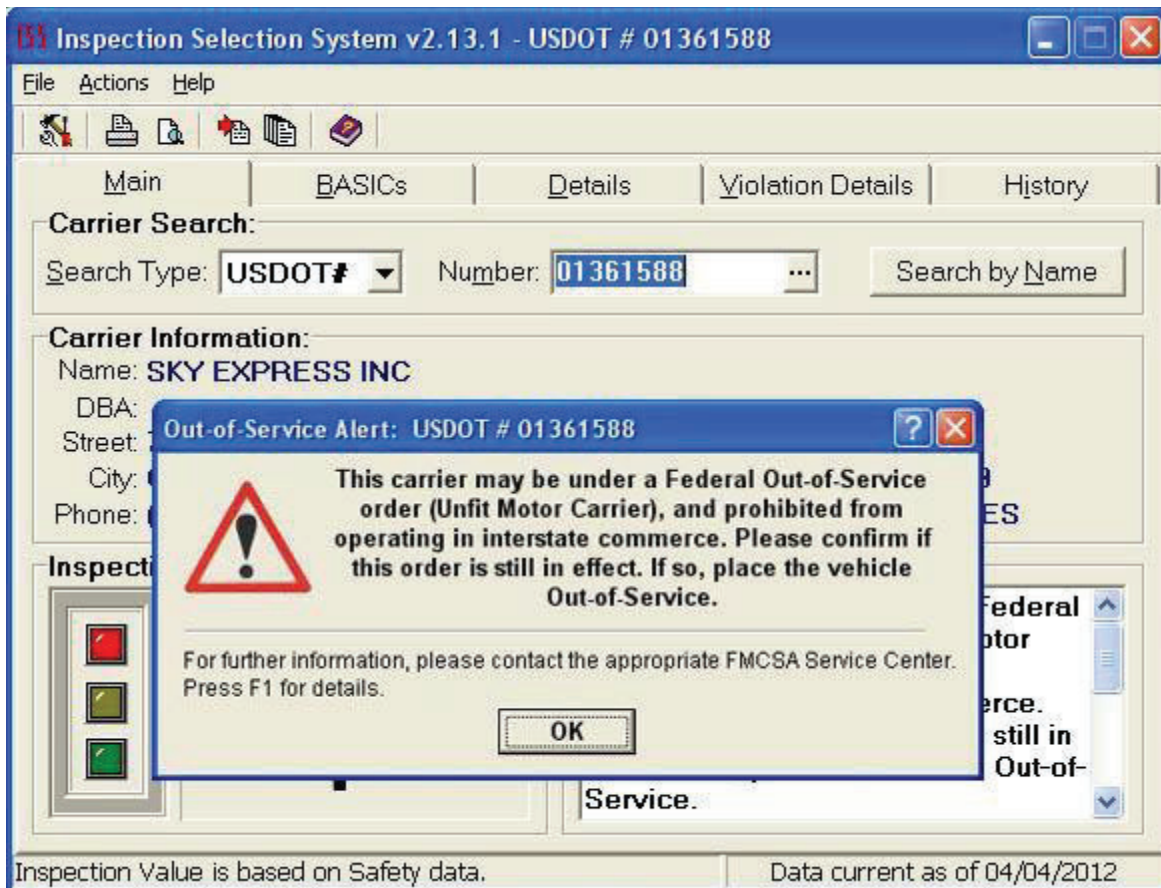 ISS Inspection Selection System v2.13.1 - USDOT # 01361588
File Actions Help
Main BASICs Details Violation Details History
Carrier Search:
Search Type: USDOT# Number: 01361588 ... Search by Name
Carrier Information:
Name: SKY EXPRESS INC
DBA:
Street:
City:
Phone:
ES
Out-of-Service Alert: USDOT # 01361588
This carrier may be under a Federal Out-of-Service
order (Unfit Motor Carrier), and prohibited from
operating in interstate commerce. Please confirm if
this order is still in effect. If so, place the vehicle
Out-of-Service.
For further information, please contact the appropriate FMCSA Service Center.
Press F1 for details.
OK
Inspecti
Federal
otor
erce.
still in
Out-of-
Service.
Inspection Value is based on Safety data. Data current as of 04/04/2012